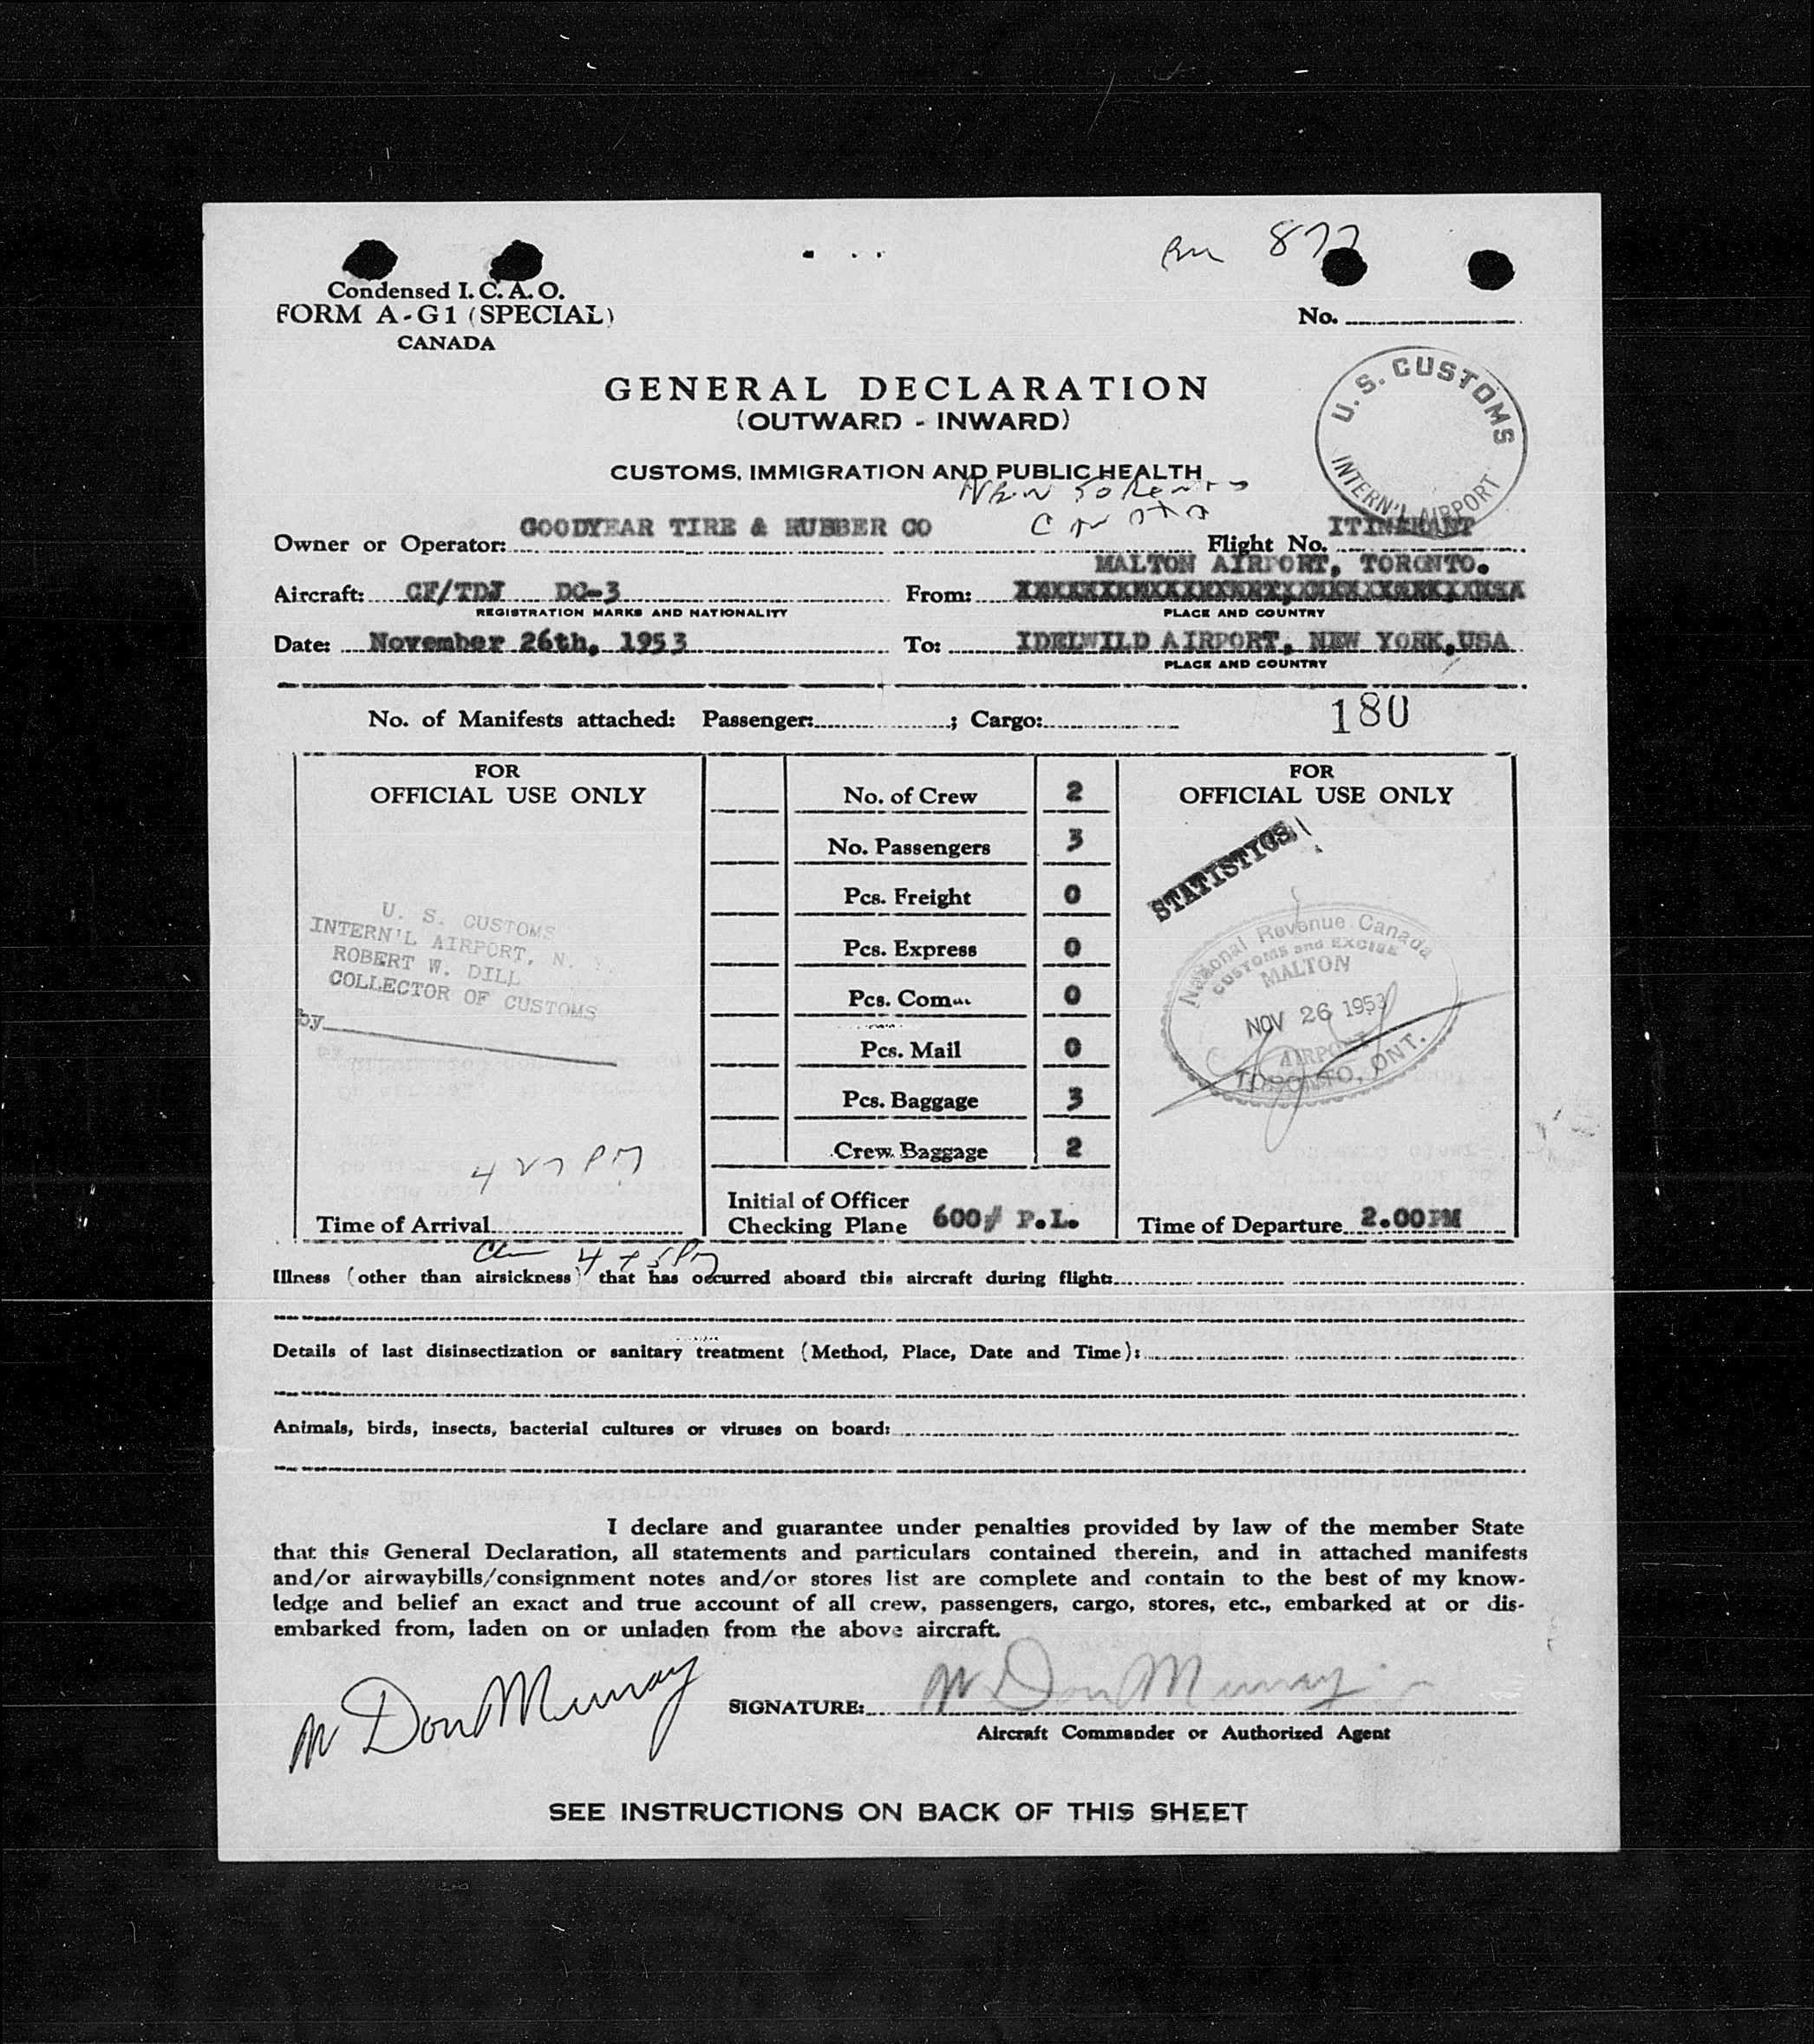 877
Condensed I. C. A. O.
FORM A-G1 (SPECIAL)
CANADA
No.
GENERAL DECLARATION
(OUTWARD - INWARD)
U. S. CUSTOMS
INTERN'L AIRPORT
CUSTOMS, IMMIGRATION AND PUBLIC HEALTH
Owner or Operator: GOODYEAR TIRE & RUBBER CO Flight No. ITINERANT
MALTON AIRPORT, TORONTO.
Aircraft: CF/TDJ DC-3 From:
REGISTRATION MARKS AND NATIONALITY PLACE AND COUNTRY
Date: November 26th, 1953 To: IDELWILD AIRPORT, NEW YORK,USA
PLACE AND COUNTRY
180
No. of Manifests attached: Passenger: ; Cargo:
FOR
OFFICIAL USE ONLY
U. S. CUSTOMS
INTERN'L AIRPORT, N.
ROBERT W. DILL
COLLECTOR OF CUSTOMS
by
4 27 PM
Time of Arrival
No. of Crew 2
No. Passengers 3
Pcs. Freight 0
Pcs. Express 0
Pcs. Com 0
Pcs. Mail 0
Pcs. Baggage 3
Crew Baggage 2
Initial of Officer
Checking Plane 600# P.L.
FOR
OFFICIAL USE ONLY
STATISTICS
National Revenue Canada
CUSTOMS and EXCISE
MALTON
NOV 26 1953
AIRPORT
TORONTO, ONT.
Time of Departure 2.00PM
Illness (other than airsickness) that has occurred aboard this aircraft during flight:
Details of last disinsectization or sanitary treatment (Method, Place, Date and Time):
Animals, birds, insects, bacterial cultures or viruses on board:
I declare and guarantee under penalties provided by law of the member State
that this General Declaration, all statements and particulars contained therein, and in attached manifests
and/or airwaybills/consignment notes and/or stores list are complete and contain to the best of my know-
ledge and belief an exact and true account of all crew, passengers, cargo, stores, etc., embarked at or dis-
embarked from, laden on or unladen from the above aircraft.
W Don Murray
SIGNATURE: W Don Murray
Aircraft Commander or Authorized Agent
SEE INSTRUCTIONS ON BACK OF THIS SHEET